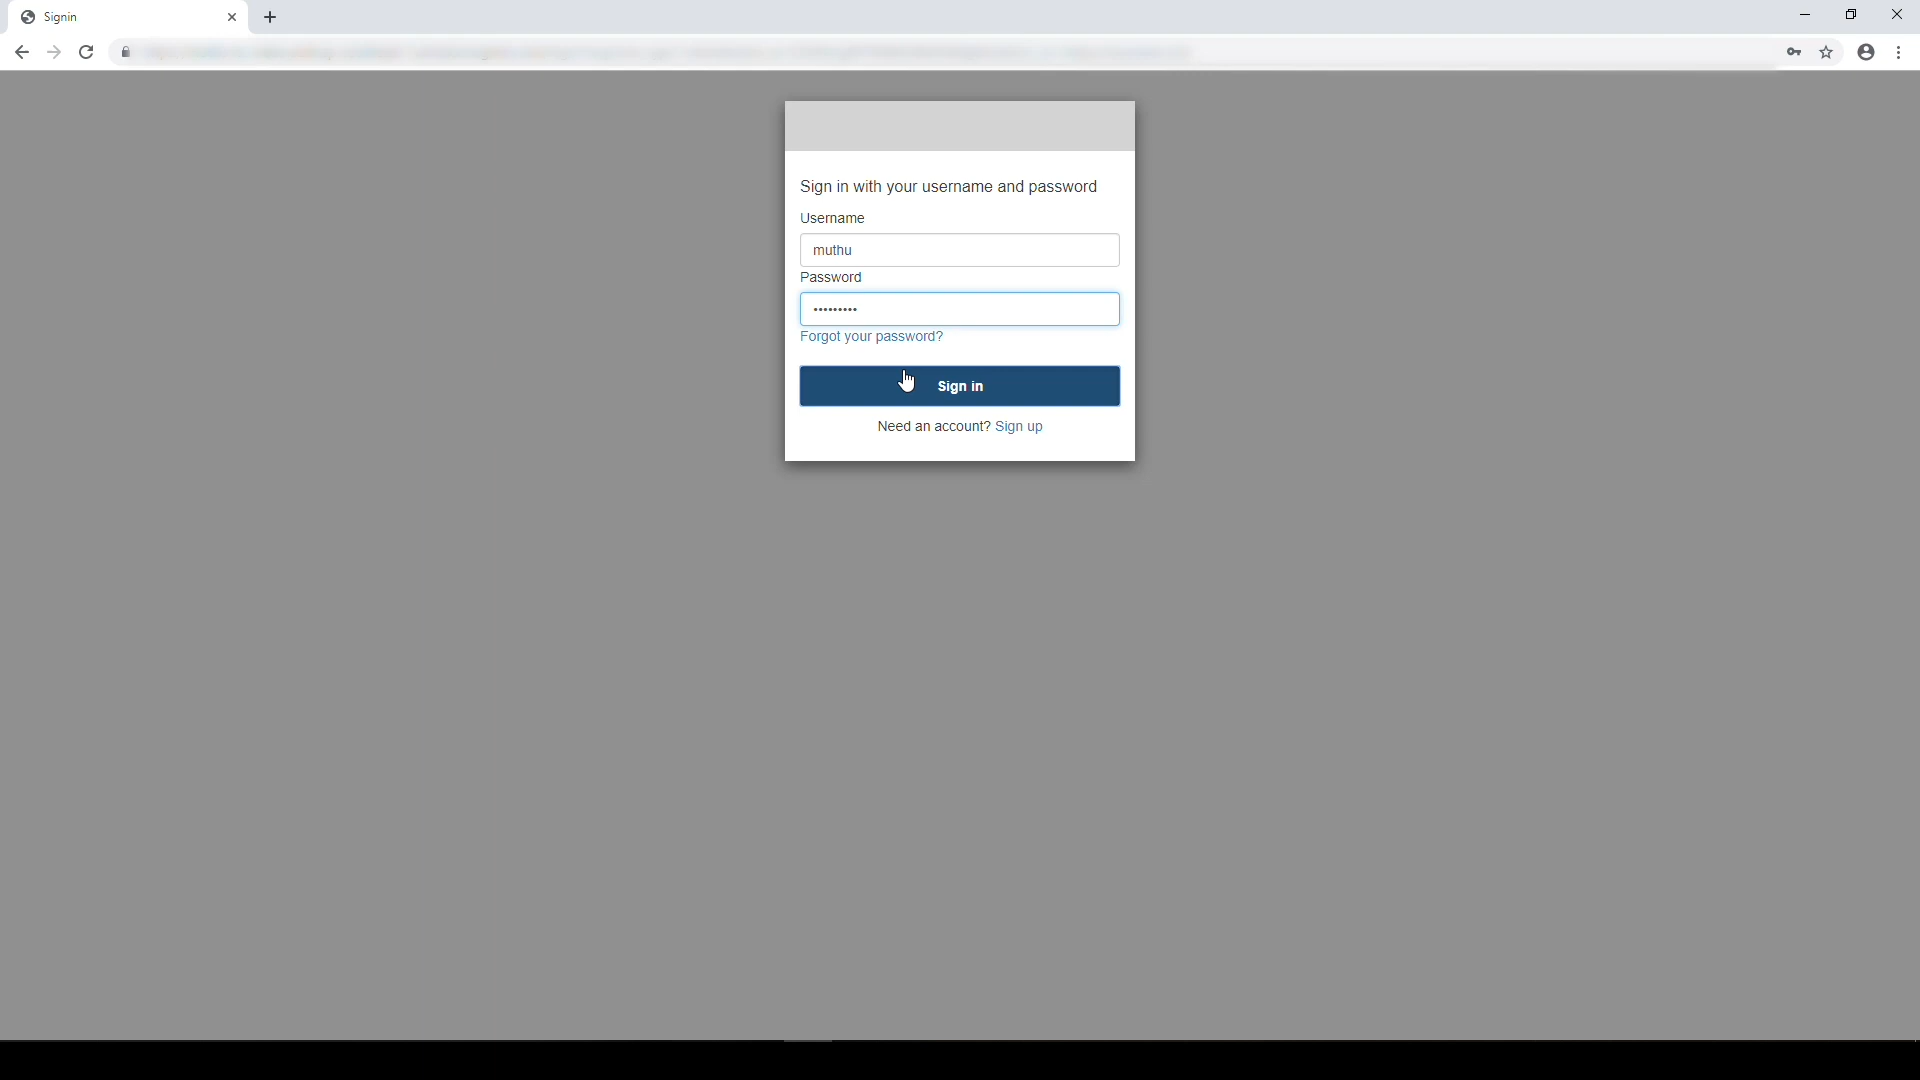 Signin
Sign in with your username and password
Username
muthu
Password
•••••••••
Forgot your password?
Sign in
Need an account? Sign up